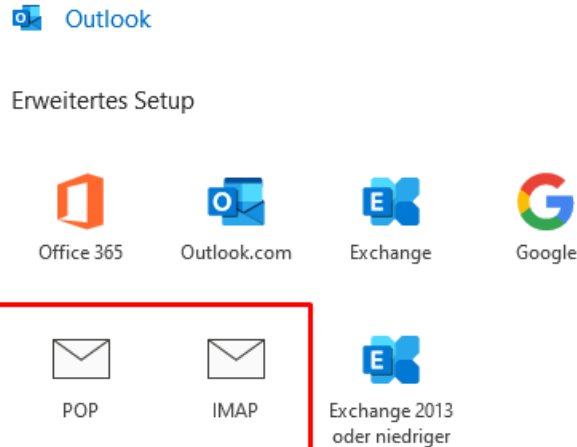 Outlook
Erweitertes Setup
Office 365
Outlook.com
Exchange
Google
POP
IMAP
Exchange 2013
oder niedriger